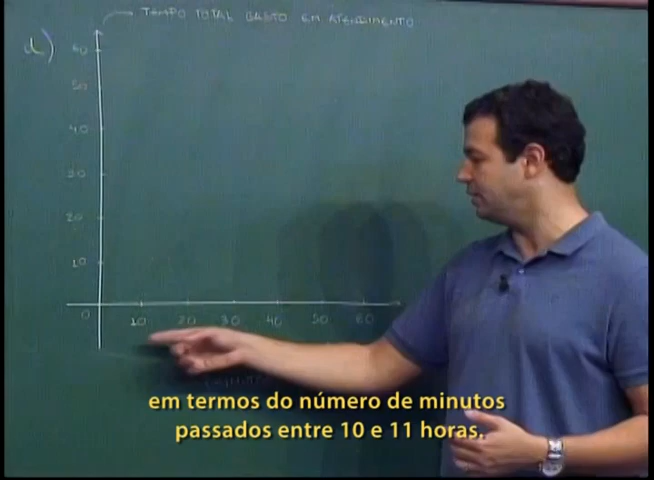 TEMPO TOTAL GASTO EM ATENDIMENTO
d)
60
50
40
30
20
10
0 10 20 30 40 50 60
em termos do número de minutos
passados entre 10 e 11 horas.